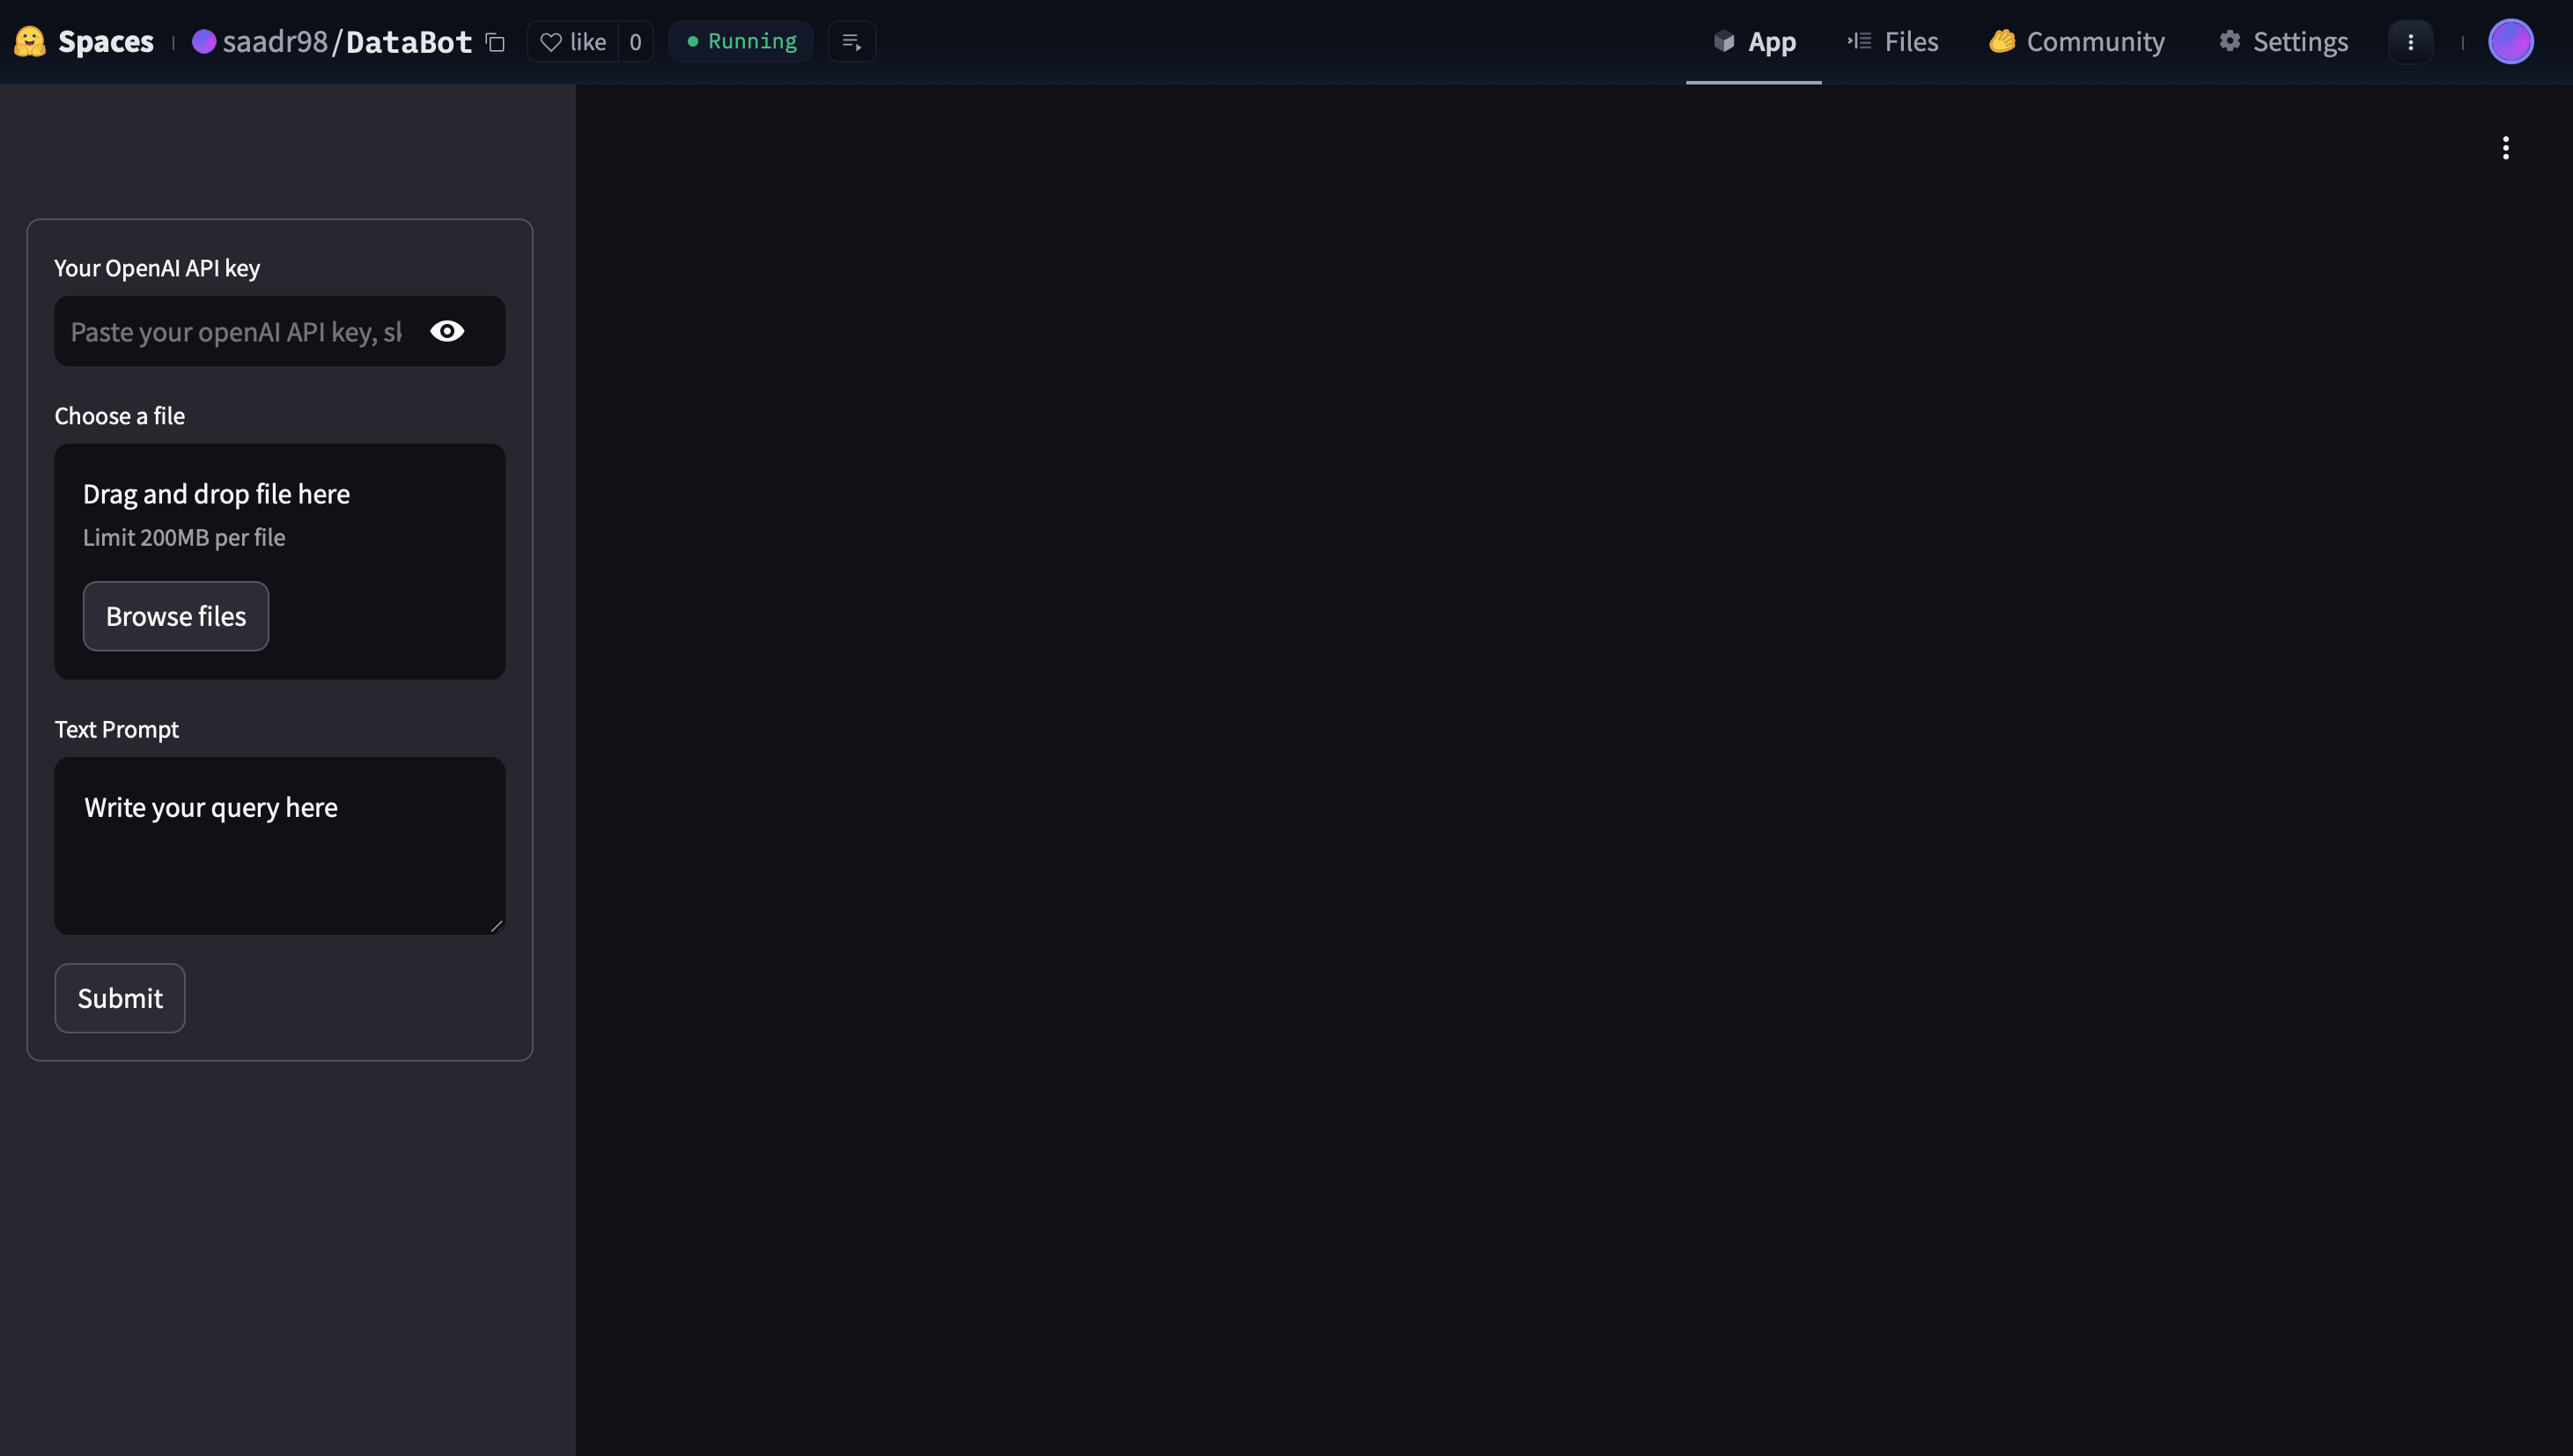 Spaces
saadr98/DataBot
like 0
Running
App
Files
Community
Settings
Your OpenAI API key
Paste your openAI API key, sk
Choose a file
Drag and drop file here
Limit 200MB per file
Browse files
Text Prompt
Write your query here
Submit